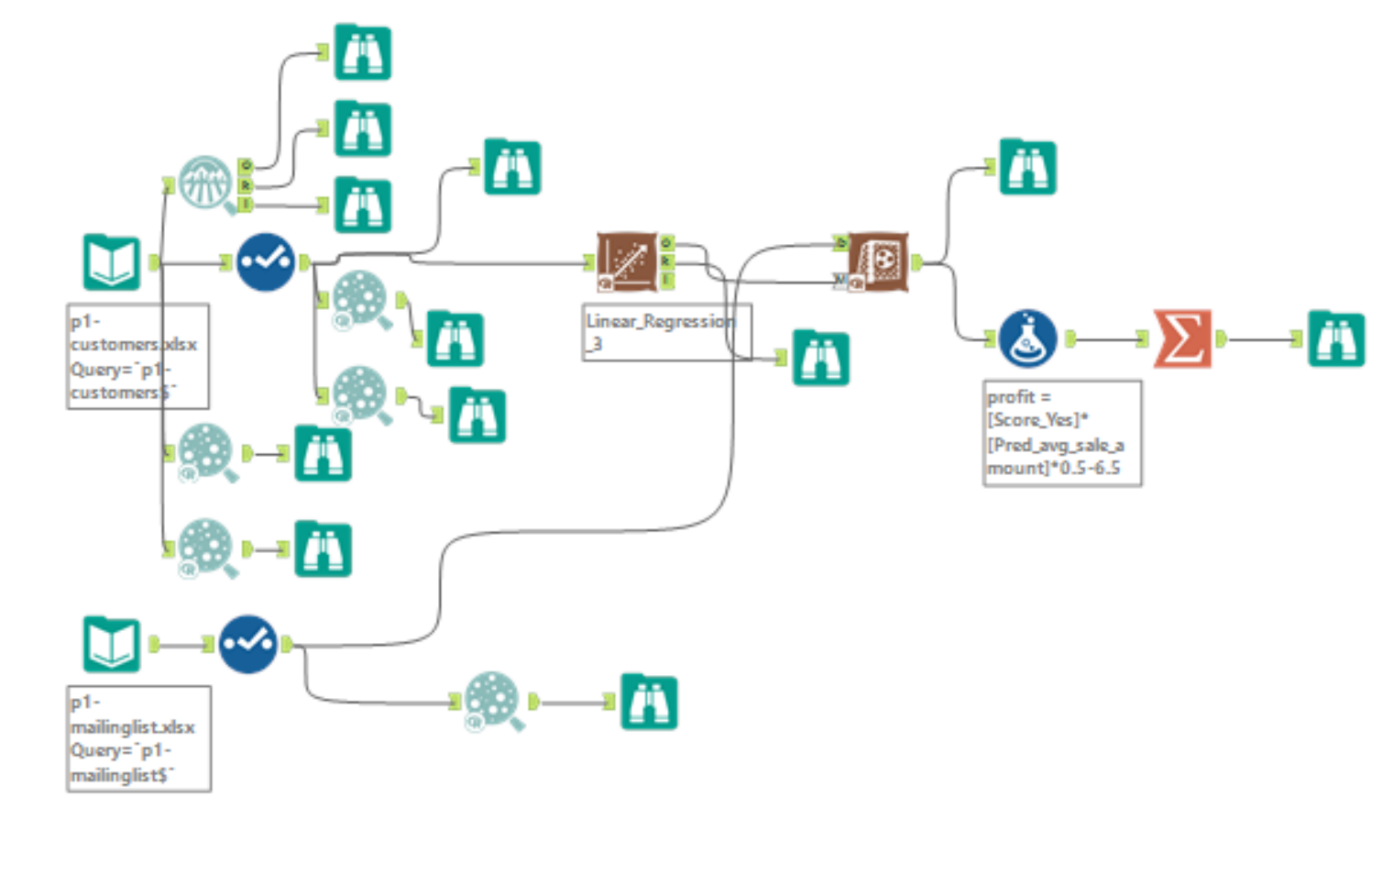 O
R
I
p1-
customers.xlsx
Query=`p1-
customers$`
O
R
I
D
M
Linear_Regression
_3
profit =
[Score_Yes]*
[Pred_avg_sale_a
mount]*0.5-6.5
p1-
mailinglist.xlsx
Query=`p1-
mailinglist$`